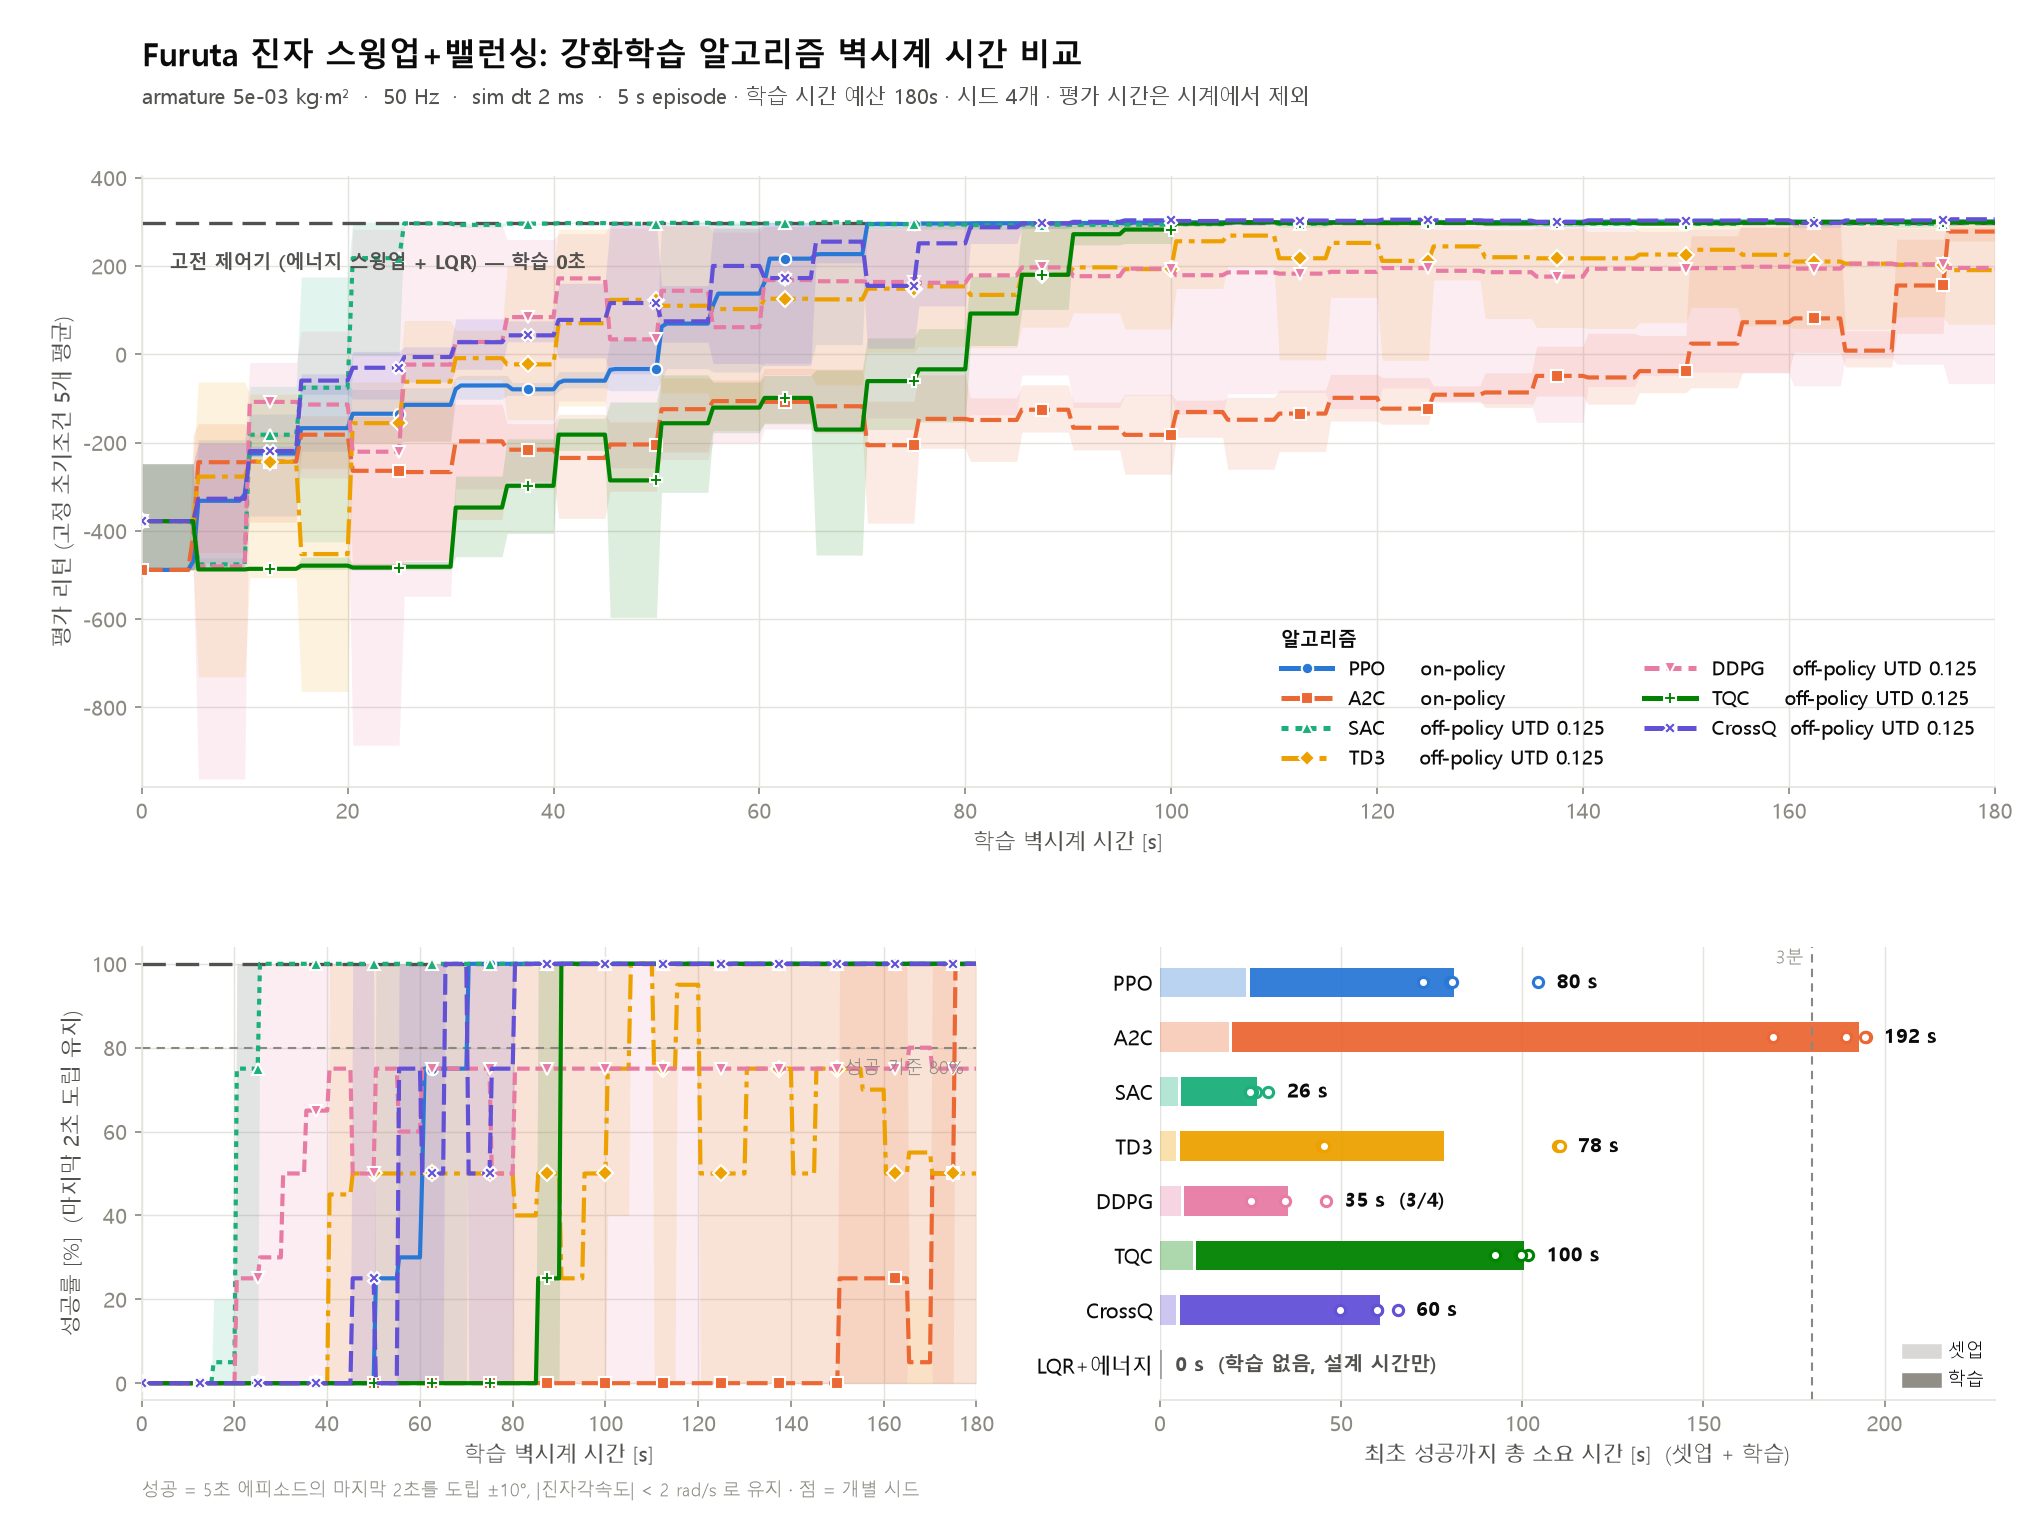 Furuta 진자 스윙업+밸런싱: 강화학습 알고리즘 벽시계 시간 비교
armature 5e-03 kg·m² · 50 Hz · sim dt 2 ms · 5 s episode · 학습 시간 예산 180s · 시드 4개 · 평가 시간은 시계에서 제외
평가 리턴 (고정 초기조건 5개 평균)
400
200
0
-200
-400
-600
-800
고전 제어기 (에너지 스윙업 + LQR) — 학습 0초
알고리즘
PPO on-policy
A2C on-policy
SAC off-policy UTD 0.125
TD3 off-policy UTD 0.125
DDPG off-policy UTD 0.125
TQC off-policy UTD 0.125
CrossQ off-policy UTD 0.125
0 20 40 60 80 100 120 140 160 180
학습 벽시계 시간 [s]
성공률 [%] (마지막 2초 도립 유지)
100
80
60
40
20
0
성공 기준 80%
0 20 40 60 80 100 120 140 160 180
학습 벽시계 시간 [s]
성공 = 5초 에피소드의 마지막 2초를 도립 ±10°, |진자각속도| < 2 rad/s 로 유지 · 점 = 개별 시드
3분
PPO 80 s
A2C 192 s
SAC 26 s
TD3 78 s
DDPG 35 s (3/4)
TQC 100 s
CrossQ 60 s
LQR+에너지 0 s (학습 없음, 설계 시간만)
셋업
학습
0 50 100 150 200
최초 성공까지 총 소요 시간 [s] (셋업 + 학습)